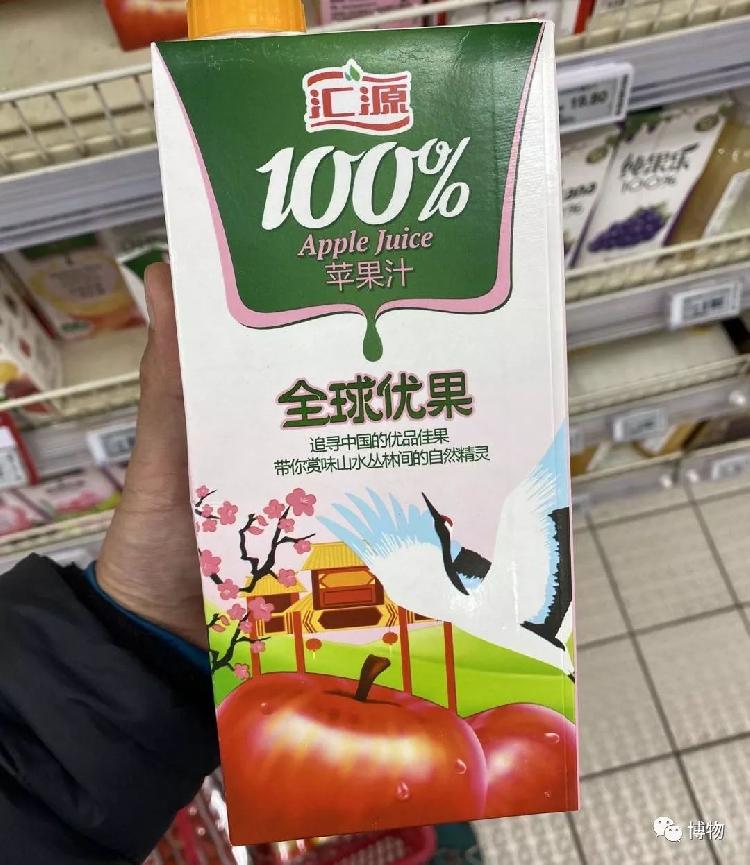 汇源
100%
Apple Juice
苹果汁
全球优果
追寻中国的优品佳果
带你赏味山水丛林间的自然精灵
19.80
纯果乐
100%
博物